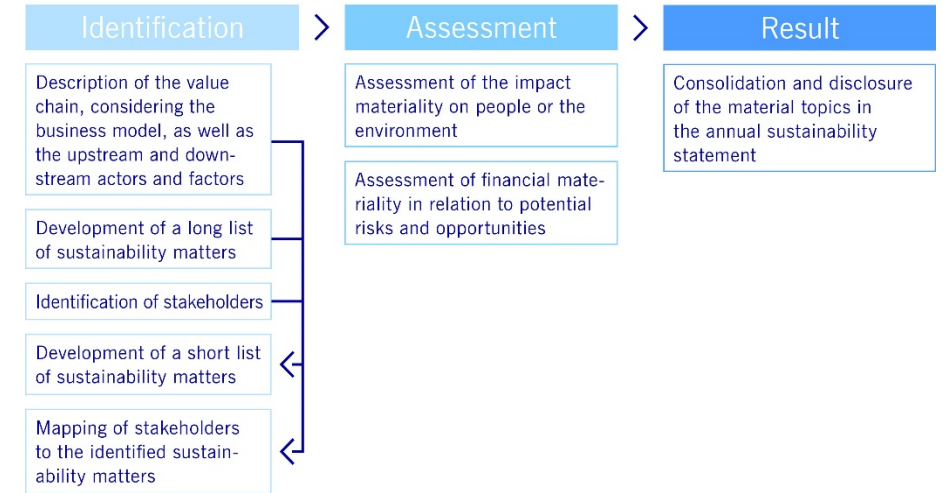 Identification
Description of the value
chain, considering the
business model, as well as
the upstream and down-
stream actors and factors
Development of a long list
of sustainability matters
Identification of stakeholders
Development of a short list
of sustainability matters
Mapping of stakeholders
to the identified sustain-
ability matters
Assessment
Assessment of the impact
materiality on people or the
environment
Assessment of financial mate-
riality in relation to potential
risks and opportunities
Result
Consolidation and disclosure
of the material topics in
the annual sustainability
statement